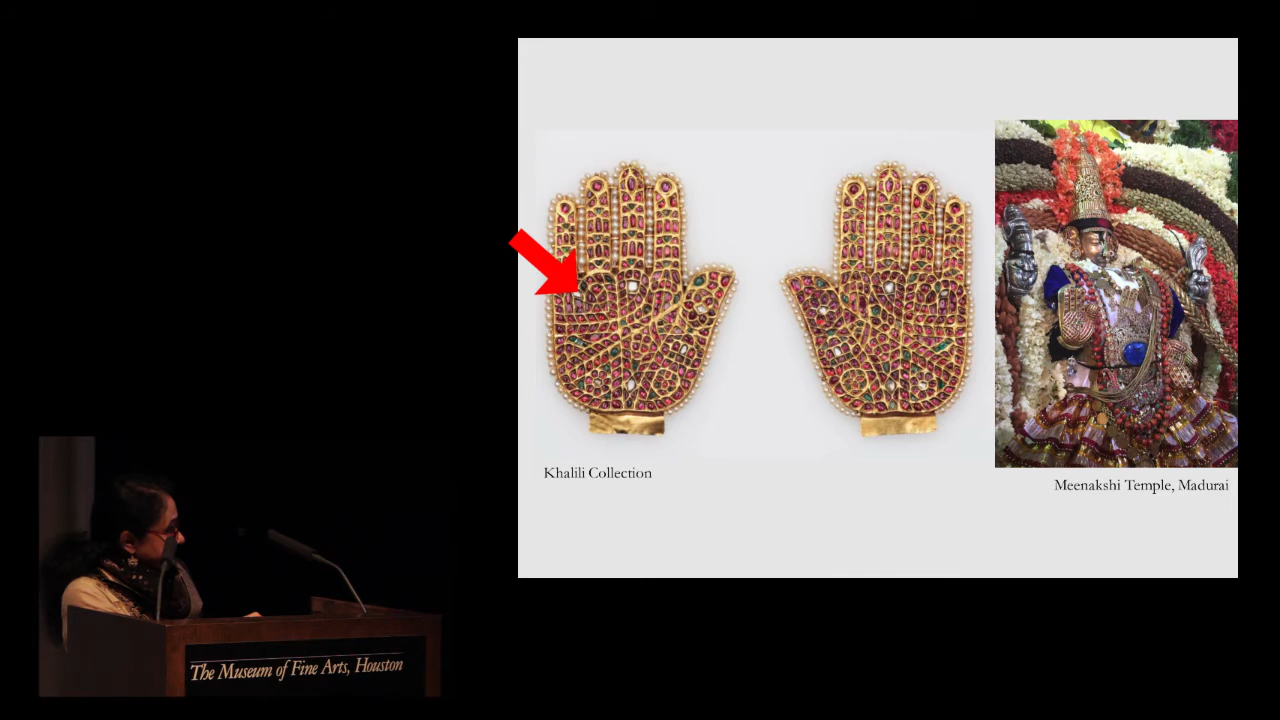 Khalili Collection
Meenakshi Temple, Madurai
The Museum of Fine Arts, Houston